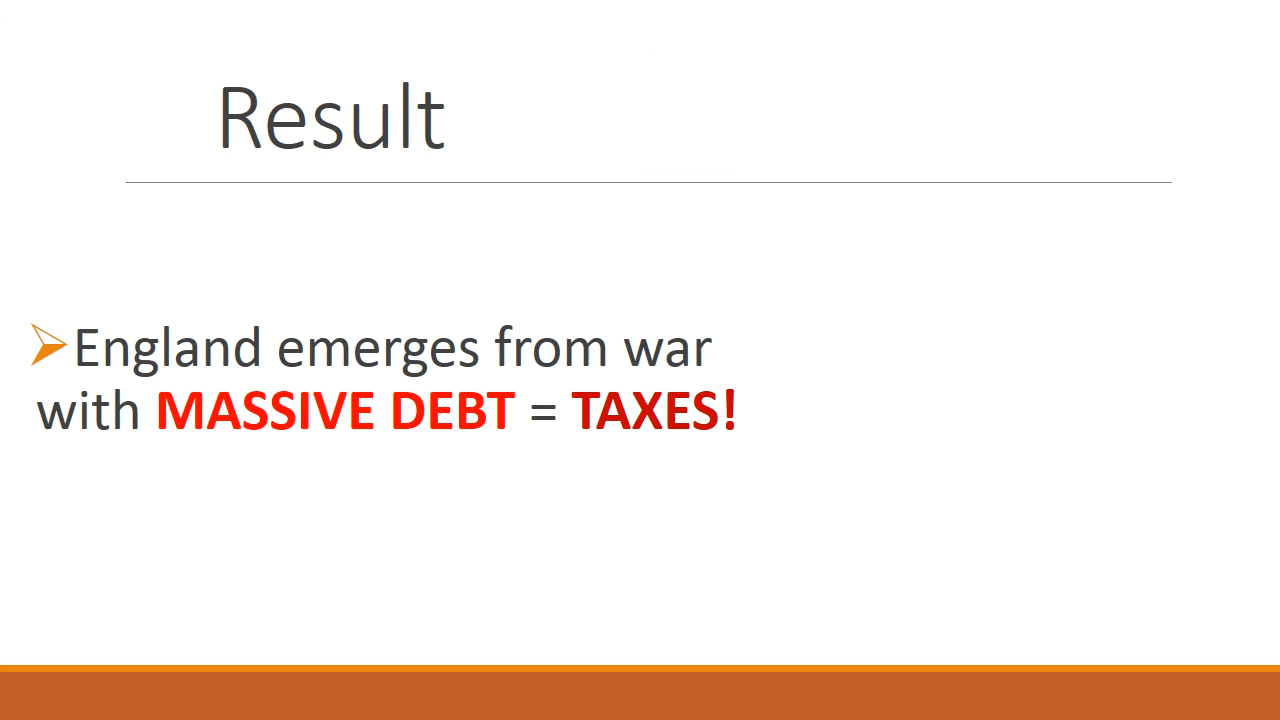 Result
England emerges from war
with MASSIVE DEBT = TAXES!